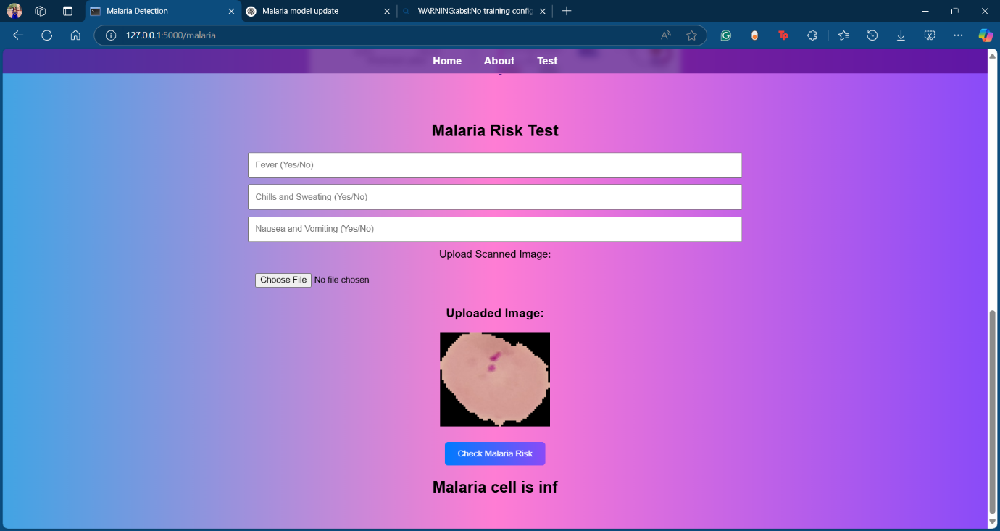 Malaria Detection
Malaria model update
WARNING:absl:No training config
127.0.0.1:5000/malaria
Home About Test
Malaria Risk Test
Fever (Yes/No)
Chills and Sweating (Yes/No)
Nausea and Vomiting (Yes/No)
Upload Scanned Image:
Choose File No file chosen
Uploaded Image:
Check Malaria Risk
Malaria cell is inf